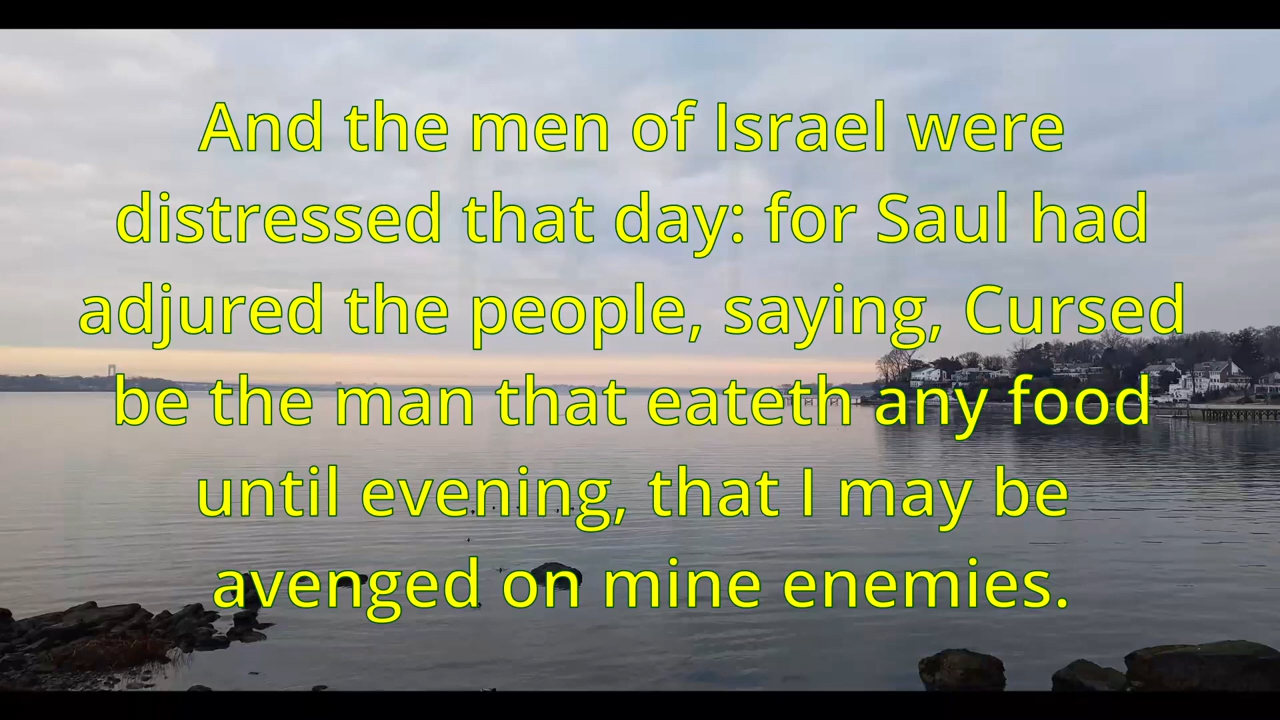 And the men of Israel were
distressed that day: for Saul had
adjured the people, saying, Cursed
be the man that eateth any food
until evening, that I may be
avenged on mine enemies.